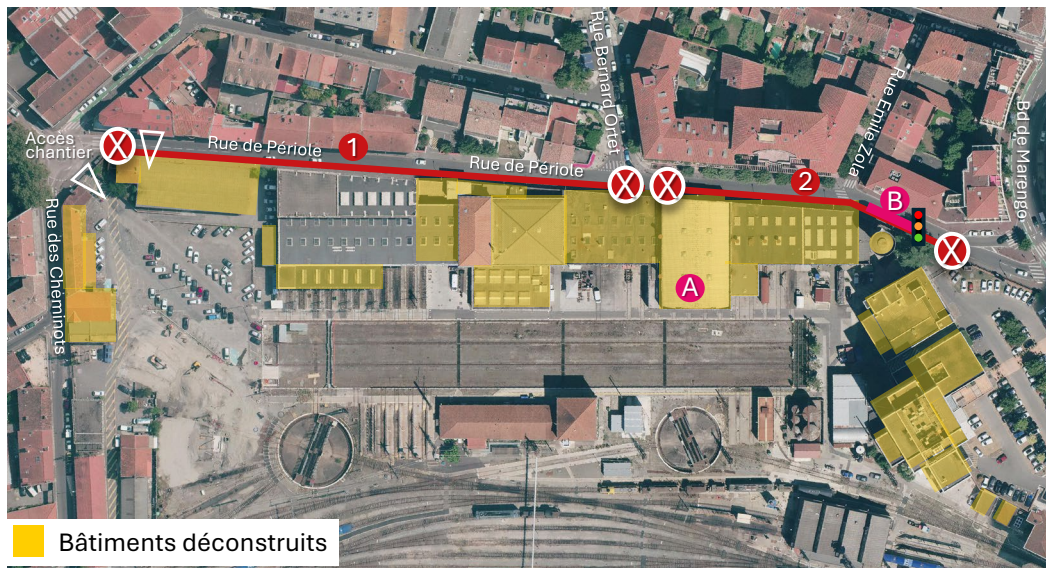 Accès
chantier
X
Rue de Périole
1
Rue de Périole
Rue Bernard Ortet
X
X
2
Rue Emile Zola
B
Bd de Marengo
X
Rue des Cheminots
A
Bâtiments déconstruits